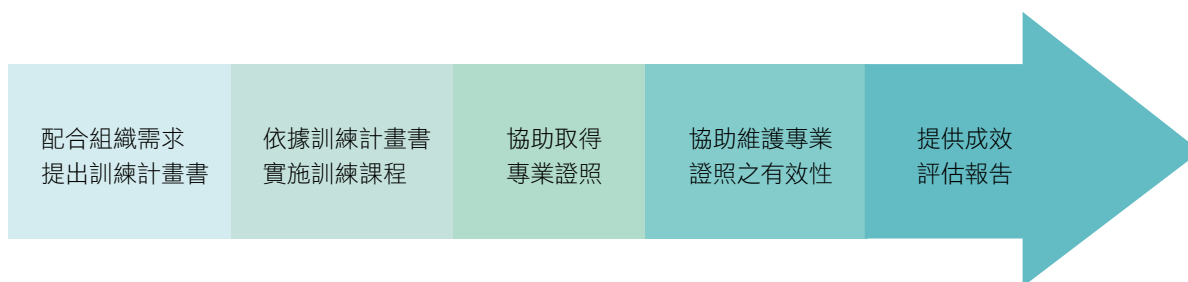 配合組織需求
提出訓練計畫書
依據訓練計畫書
實施訓練課程
協助取得
專業證照
協助維護專業
證照之有效性
提供成效
評估報告